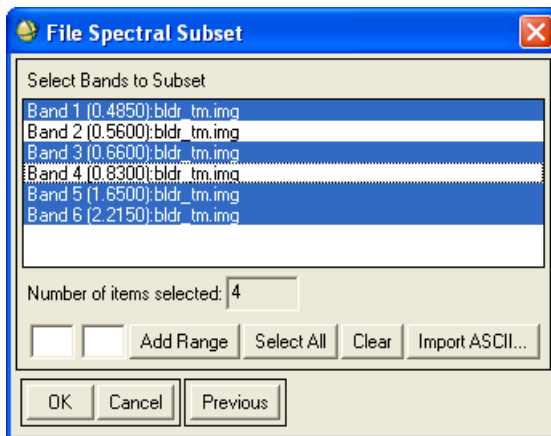 File Spectral Subset
Select Bands to Subset
Band 1 (0.4850):bldr_tm.img
Band 2 (0.5600):bldr_tm.img
Band 3 (0.6600):bldr_tm.img
Band 4 (0.8300):bldr_tm.img
Band 5 (1.6500):bldr_tm.img
Band 6 (2.2150):bldr_tm.img
Number of items selected: 4
Add Range Select All Clear Import ASCII...
OK Cancel Previous